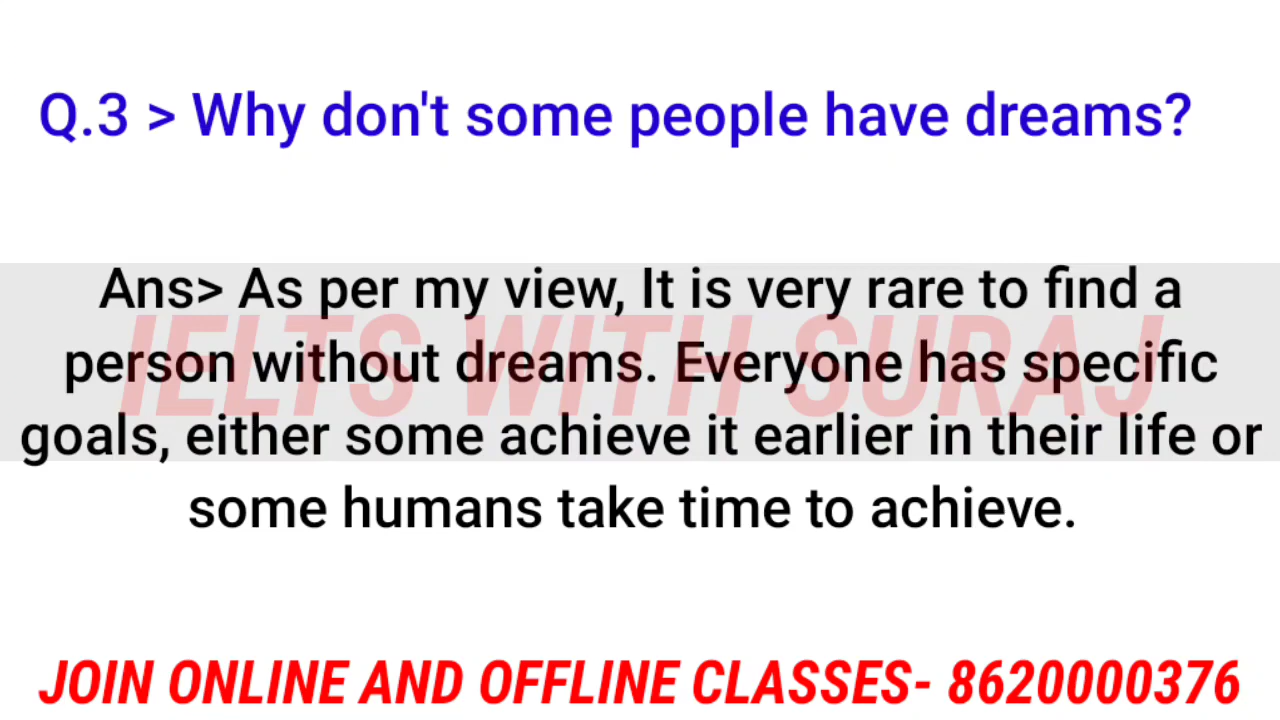 Q.3 > Why don't some people have dreams?
Ans> As per my view, It is very rare to find a
person without dreams. Everyone has specific
IELTS WITH SURAJ
goals, either some achieve it earlier in their life or
some humans take time to achieve.
JOIN ONLINE AND OFFLINE CLASSES- 8620000376